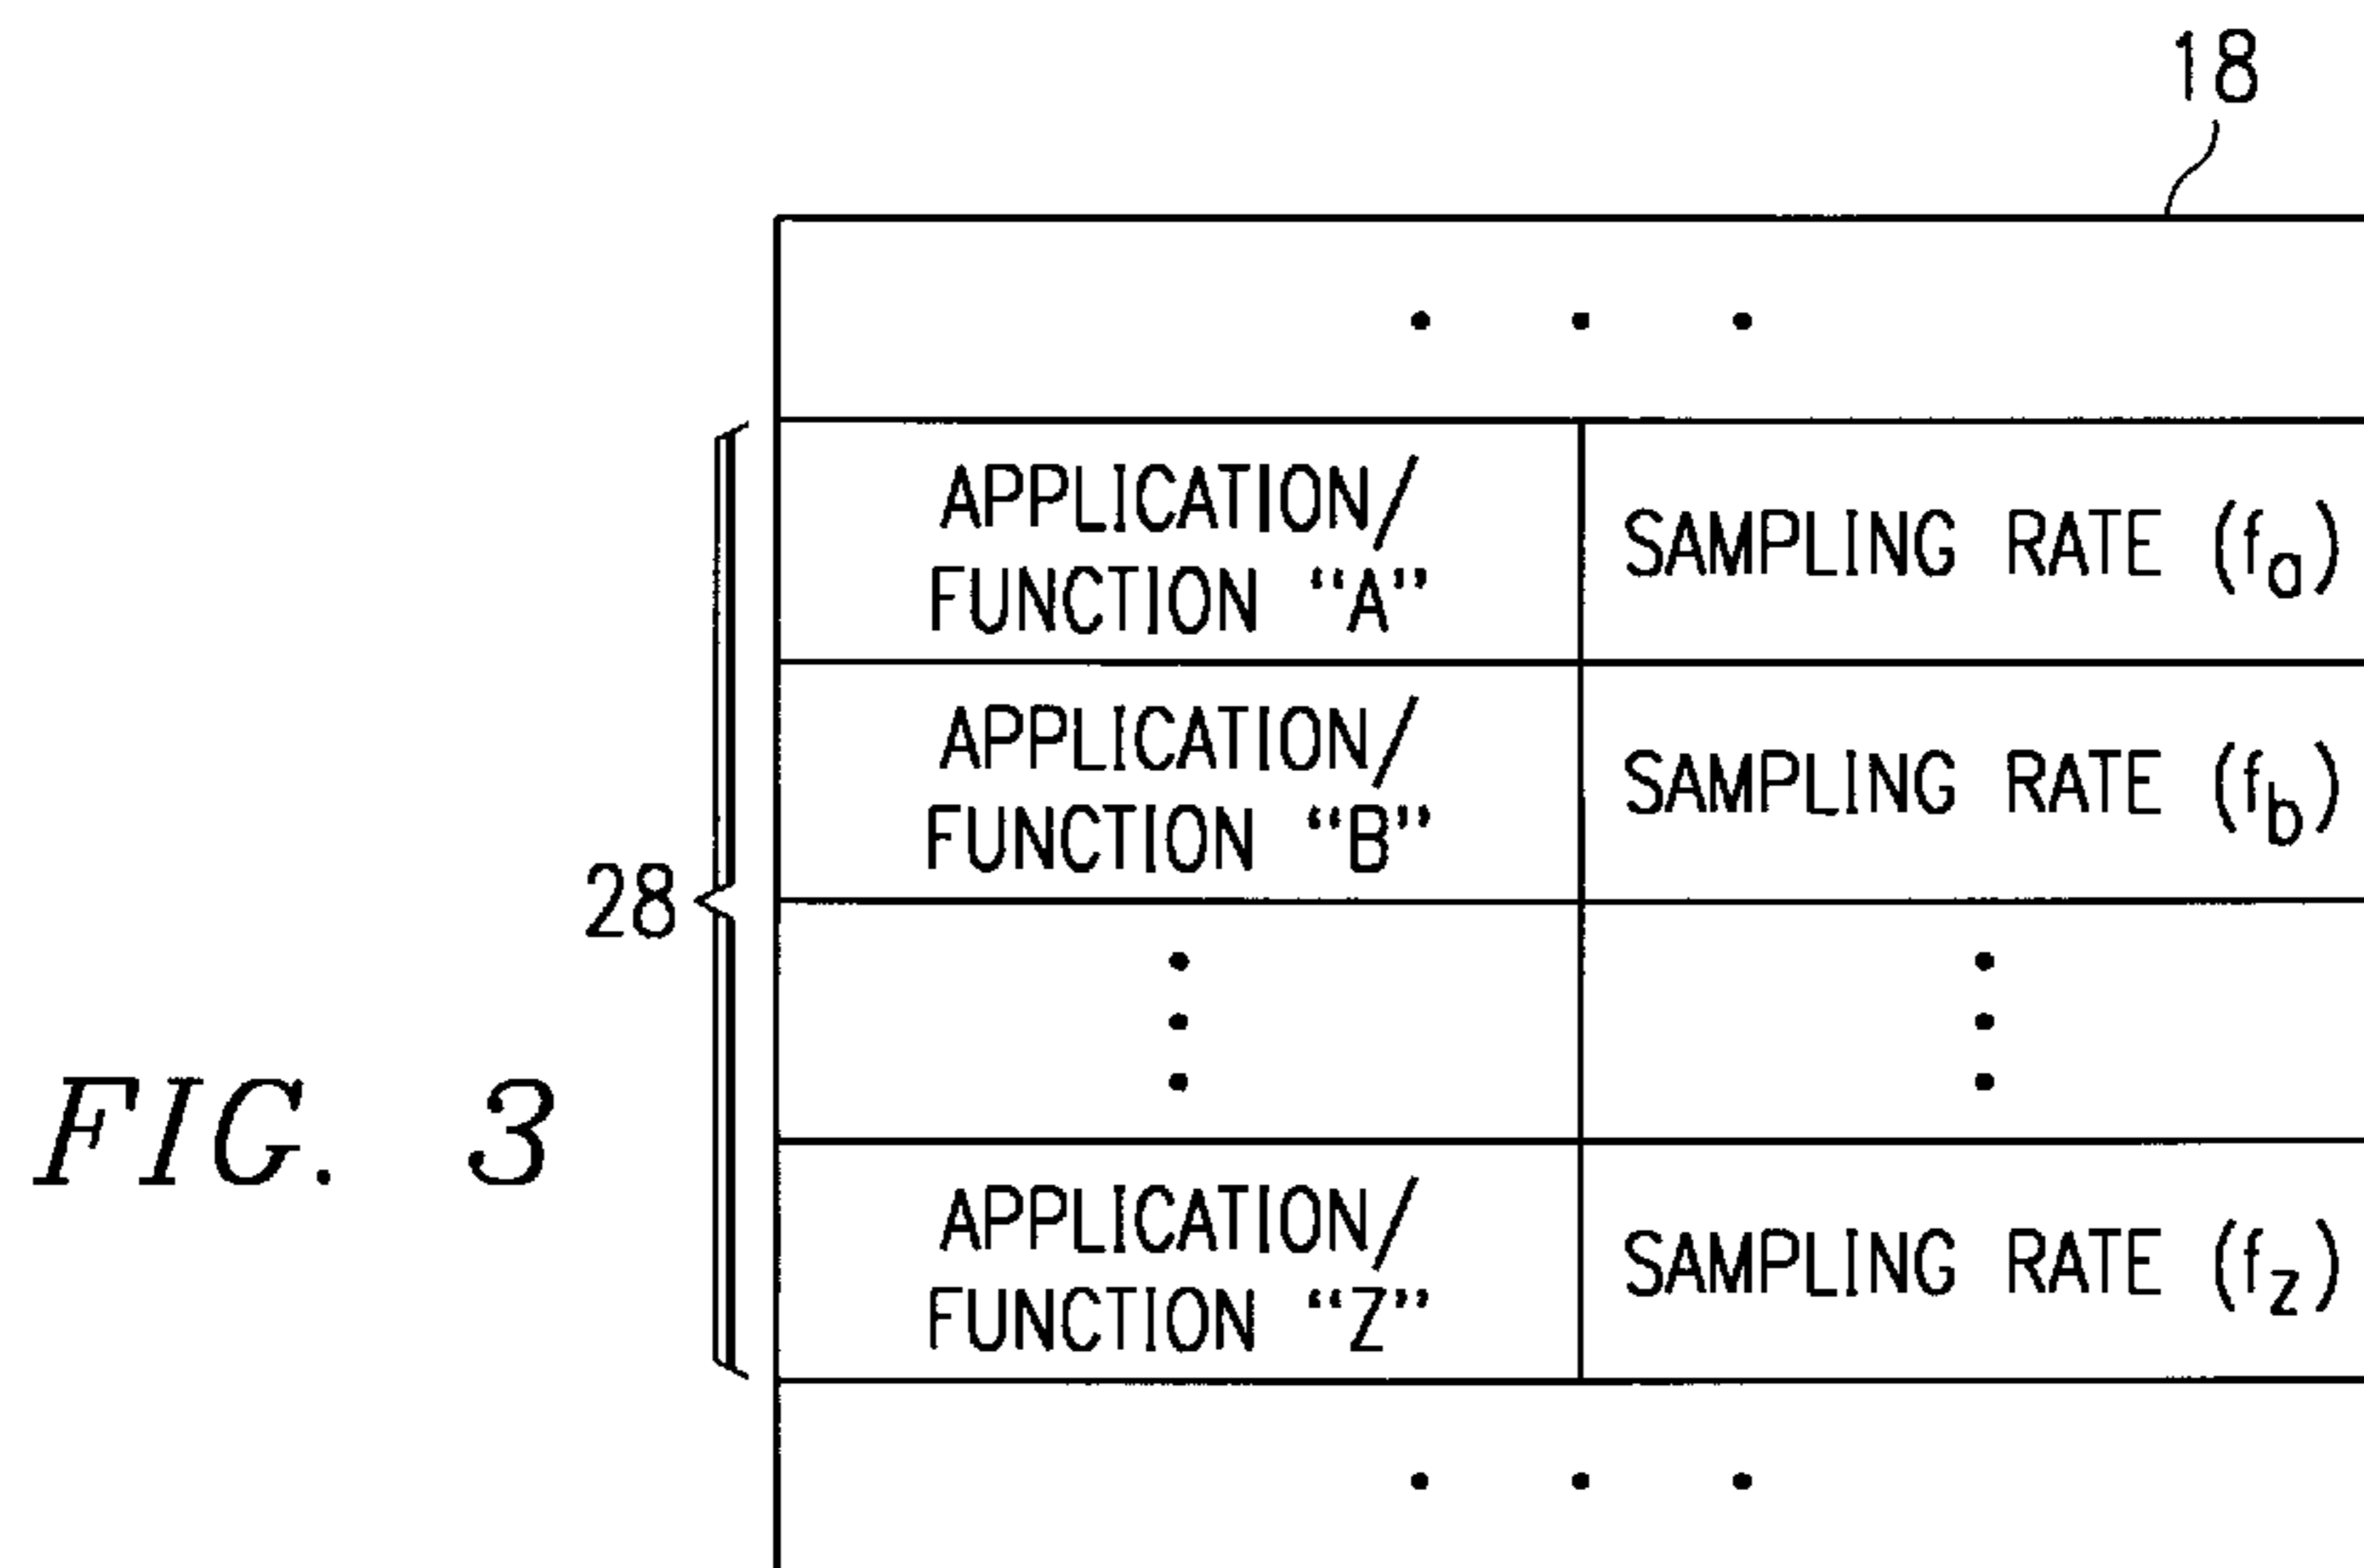 18
APPLICATION/
FUNCTION “A”
SAMPLING RATE (fa)
APPLICATION/
FUNCTION “B”
SAMPLING RATE (fb)
28
APPLICATION/
FUNCTION “Z”
SAMPLING RATE (fz)
FIG. 3